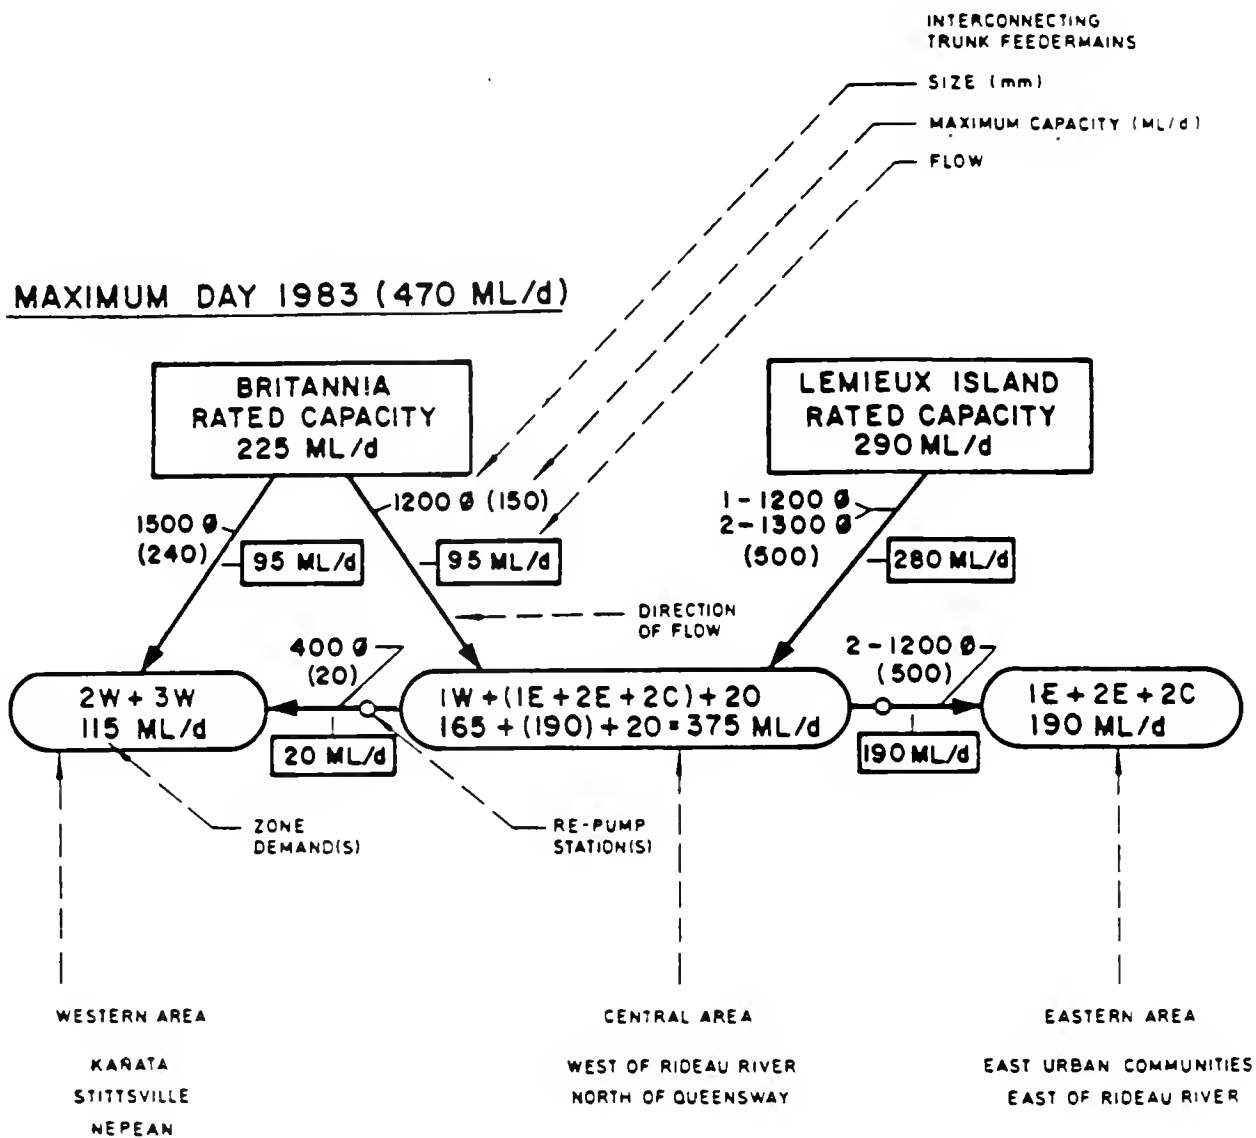 INTERCONNECTING
TRUNK FEEDERMAINS
SIZE (mm)
MAXIMUM CAPACITY (ML/d)
FLOW
MAXIMUM DAY 1983 (470 ML/d)
BRITANNIA
RATED CAPACITY
225 ML/d
LEMIEUX ISLAND
RATED CAPACITY
290 ML/d
1500 Ø
(240)
95 ML/d
1200 Ø (150)
95 ML/d
1-1200 Ø
2-1300 Ø
(500)
280 ML/d
DIRECTION
OF FLOW
2W + 3W
115 ML/d
400 Ø
(20)
20 ML/d
1W + (1E + 2E + 2C) + 20
165 + (190) + 20 = 375 ML/d
2-1200 Ø
(500)
190 ML/d
1E + 2E + 2C
190 ML/d
ZONE
DEMAND(S)
RE-PUMP
STATION(S)
WESTERN AREA
KANATA
STITTSVILLE
NEPEAN
CENTRAL AREA
WEST OF RIDEAU RIVER
NORTH OF QUEENSWAY
EASTERN AREA
EAST URBAN COMMUNITIES
EAST OF RIDEAU RIVER